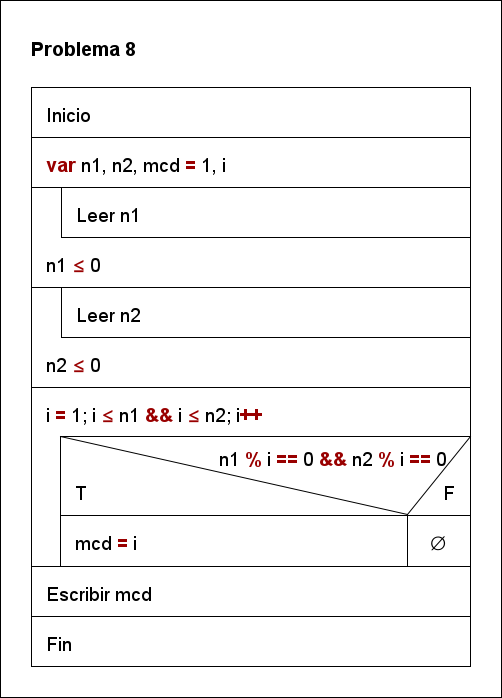 Problema 8
Inicio
var n1, n2, mcd = 1, i
Leer n1
n1 ≤ 0
Leer n2
n2 ≤ 0
i = 1; i ≤ n1 && i ≤ n2; i++
n1 % i == 0 && n2 % i == 0
T F
mcd = i ∅
Escribir mcd
Fin